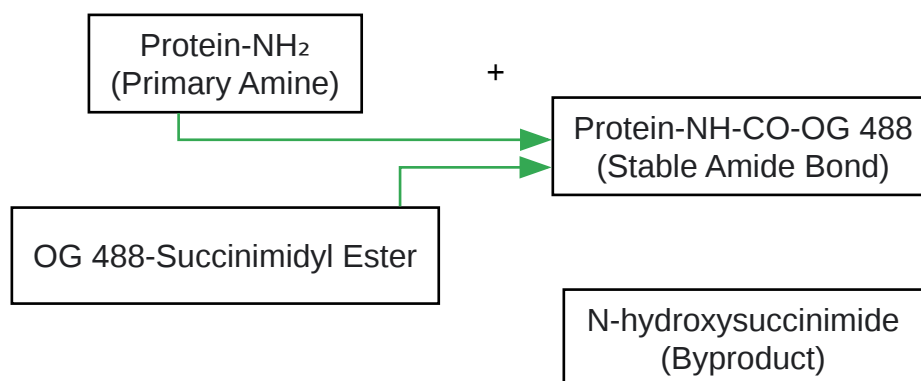 Protein-NH₂
(Primary Amine)
+
Protein-NH-CO-OG 488
(Stable Amide Bond)
OG 488-Succinimidyl Ester
N-hydroxysuccinimide
(Byproduct)